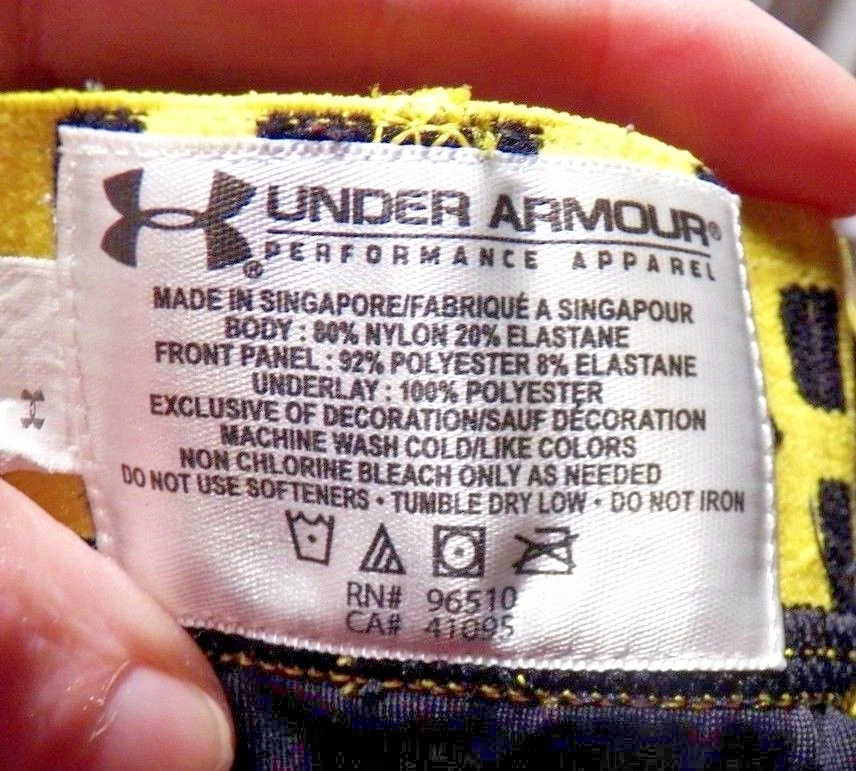 UNDER ARMOUR®
® PERFORMANCE APPAREL
MADE IN SINGAPORE/FABRIQUÉ A SINGAPOUR
BODY : 80% NYLON 20% ELASTANE
FRONT PANEL : 92% POLYESTER 8% ELASTANE
UNDERLAY : 100% POLYESTER
EXCLUSIVE OF DECORATION/SAUF DÉCORATION
MACHINE WASH COLD/LIKE COLORS
NON CHLORINE BLEACH ONLY AS NEEDED
DO NOT USE SOFTENERS • TUMBLE DRY LOW • DO NOT IRON
RN# 96510
CA# 41095